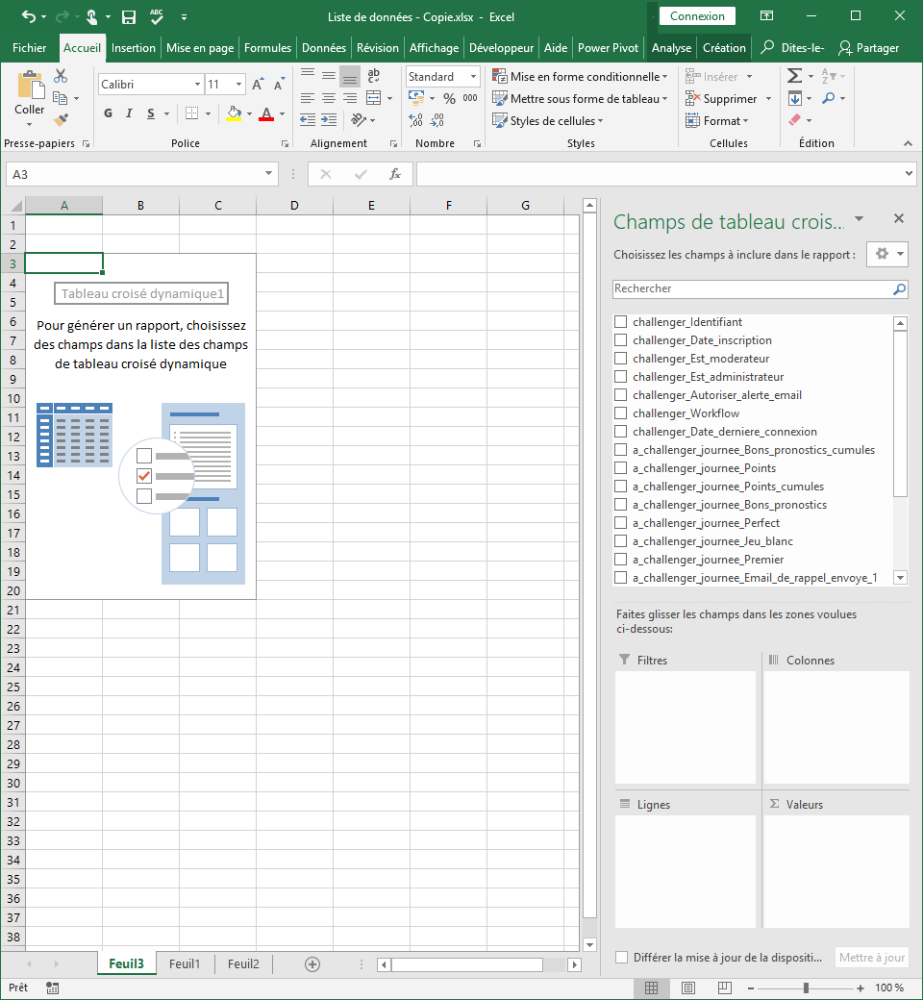 Liste de données - Copie.xlsx - Excel
Connexion
Fichier Accueil Insertion Mise en page Formules Données Révision Affichage Développeur Aide Power Pivot Analyse Création Dites-le- Partager
Coller
Presse-papiers
Calibri 11
G I S
Police
Alignement
Standard
% 000
Nombre
Mise en forme conditionnelle
Mettre sous forme de tableau
Styles de cellules
Styles
Insérer
Supprimer
Format
Cellules
Édition
A3 fx
A B C D E F G
1
2
3
4
5
6
7
8
9
10
11
12
13
14
15
16
17
18
19
20
21
22
23
24
25
26
27
28
29
30
31
32
33
34
35
36
37
38
Tableau croisé dynamique1
Pour générer un rapport, choisissez
des champs dans la liste des champs
de tableau croisé dynamique
Champs de tableau crois...
Choisissez les champs à inclure dans le rapport :
Rechercher
challenger_Identifiant
challenger_Date_inscription
challenger_Est_moderateur
challenger_Est_administrateur
challenger_Autoriser_alerte_email
challenger_Workflow
challenger_Date_derniere_connexion
a_challenger_journee_Bons_pronostics_cumules
a_challenger_journee_Points
a_challenger_journee_Points_cumules
a_challenger_journee_Bons_pronostics
a_challenger_journee_Perfect
a_challenger_journee_Jeu_blanc
a_challenger_journee_Premier
a_challenger_journee_Email_de_rappel_envoye_1
Faites glisser les champs dans les zones voulues
ci-dessous:
Filtres
Colonnes
Lignes
Σ Valeurs
Différer la mise à jour de la dispositi...
Mettre à jour
Feuil3 Feuil1 Feuil2
Prêt
100 %